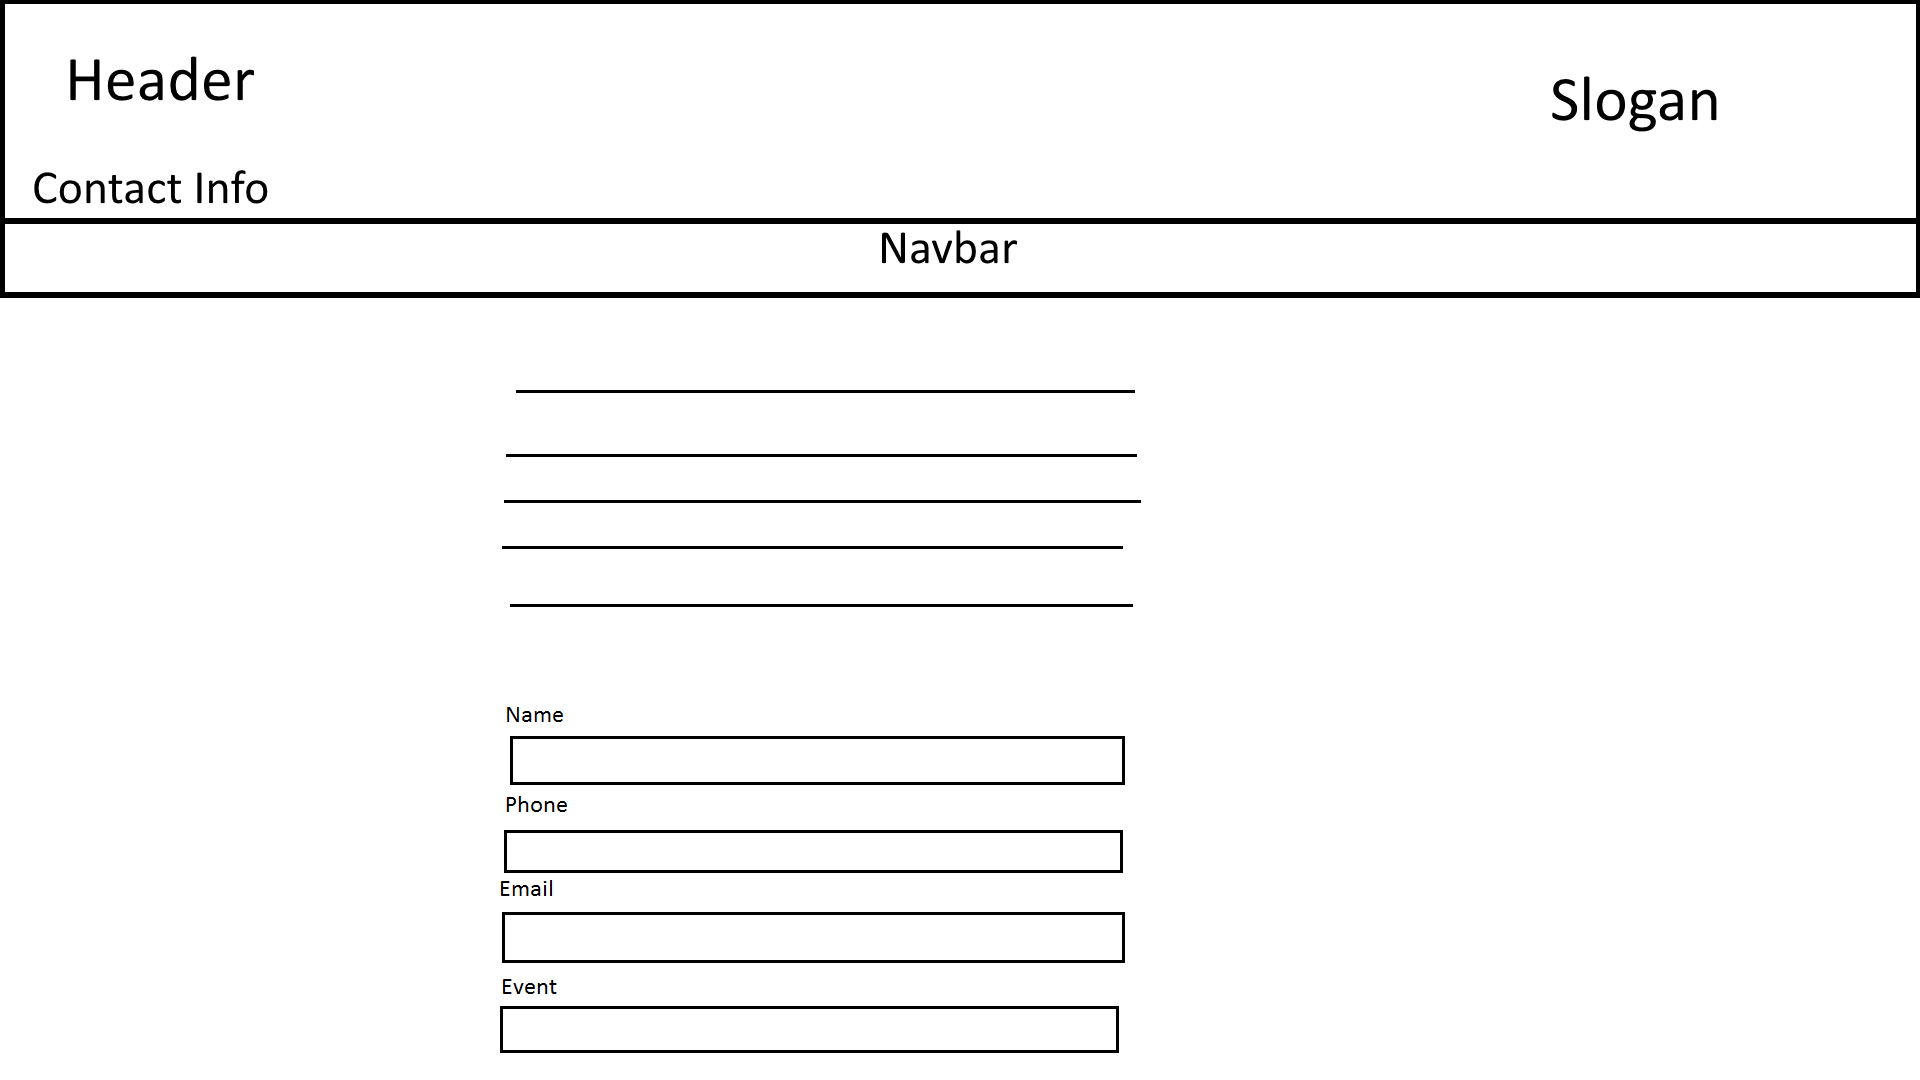 Header
Slogan
Contact Info
Navbar
Name
Phone
Email
Event